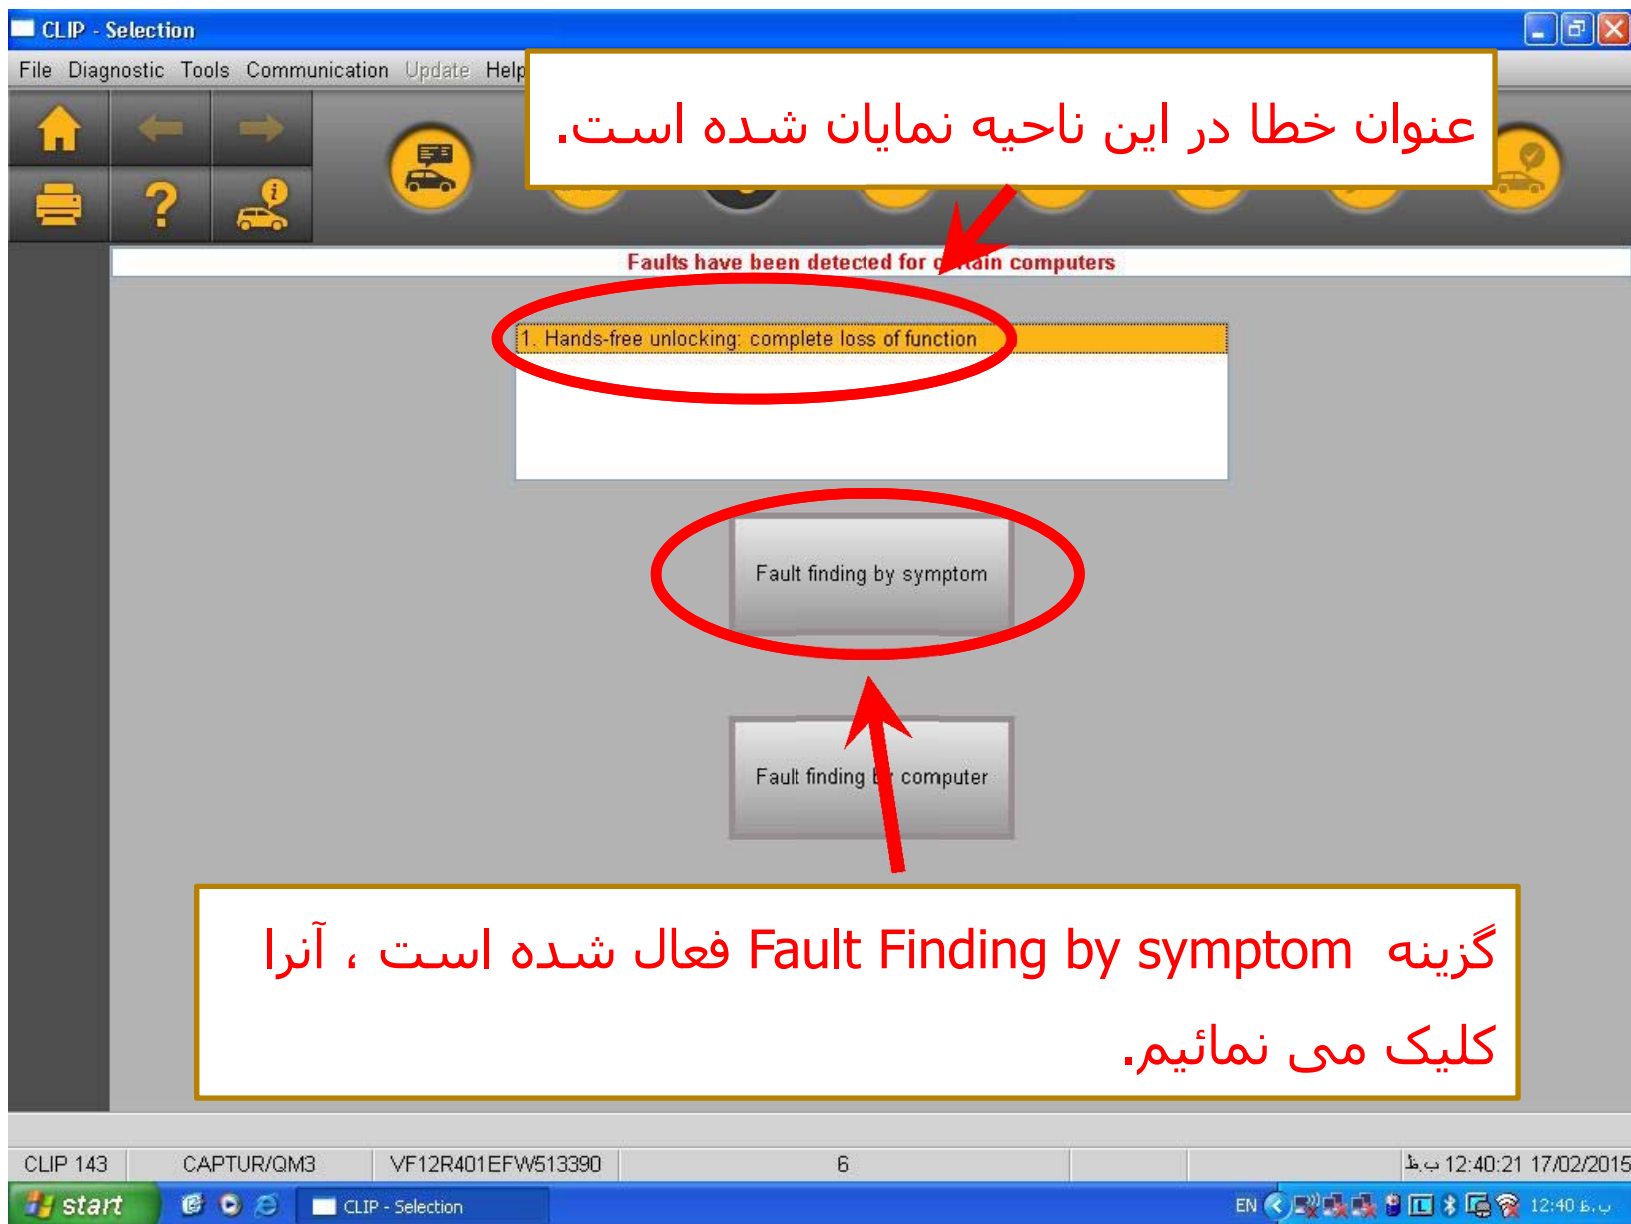 CLIP - Selection
File Diagnostic Tools Communication Update Help
عنوان خطا در این ناحیه نمایان شده است.
Faults have been detected for certain computers
1. Hands-free unlocking: complete loss of function
Fault finding by symptom
Fault finding by computer
گزینه Fault Finding by symptom فعال شده است ، آنرا
کلیک می نمائیم.
CLIP 143 CAPTUR/QM3 VF12R401EFW513390 6 ب.ظ 12:40:21 17/02/2015
start CLIP - Selection EN 12:40 ب.ظ